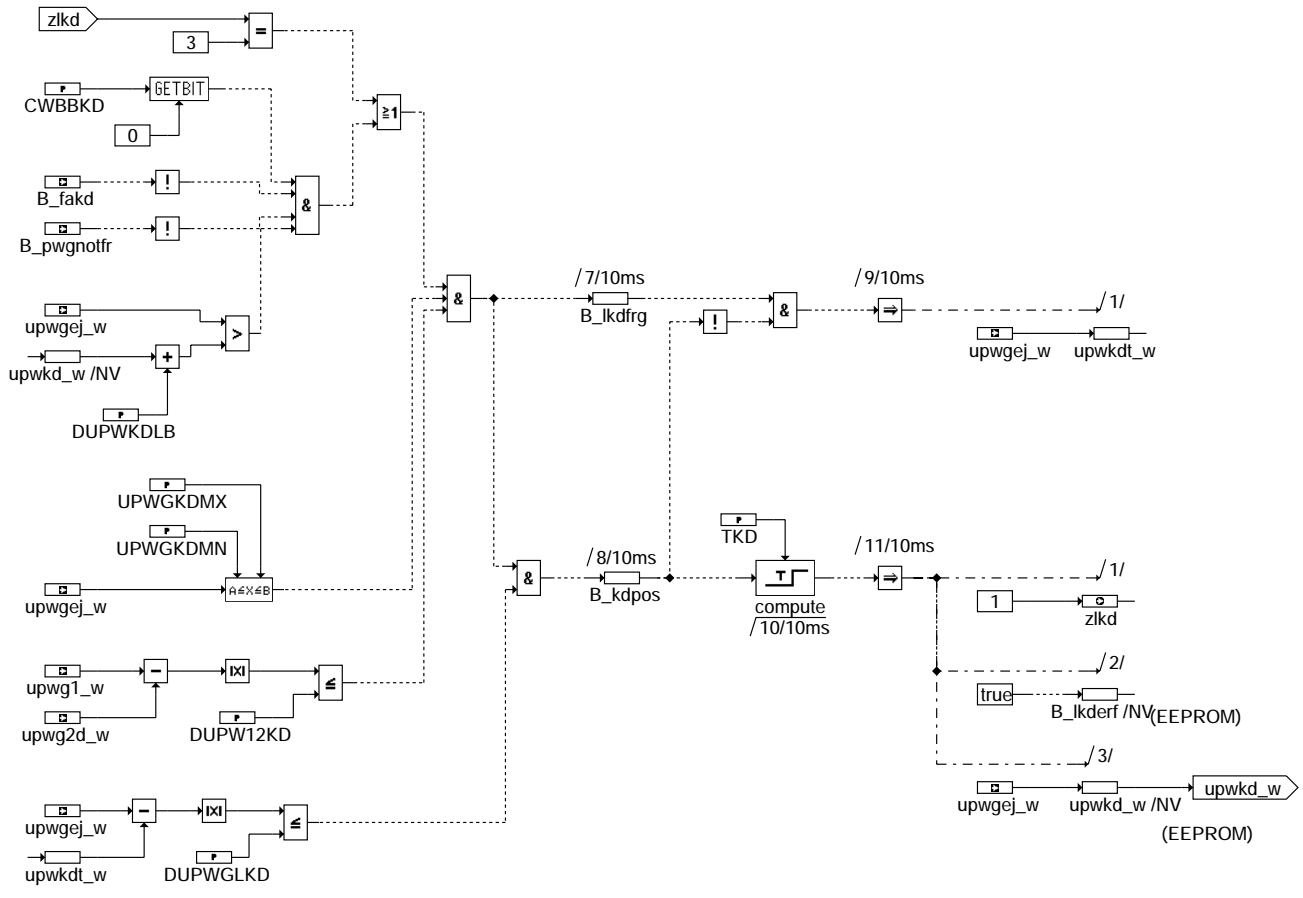 zlkd
=
3
P
CWBBKD
GETBIT
0
≧1
B_fakd
!
&
B_pwgnotfr
!
upwgej_w
>
upwkd_w /NV
+
P
DUPWKDLB
&
/7/10ms
B_lkdfrg
!
&
/9/10ms
⇒
/1/
upwgej_w
upwkdt_w
P
UPWGKDMX
P
UPWGKDMN
upwgej_w
A≦X≦B
&
/8/10ms
B_kdpos
P
TKD
T
compute
/10/10ms
/11/10ms
⇒
/1/
1
zlkd
/2/
true
B_lkderf /NV
(EEPROM)
/3/
upwgej_w
upwkd_w /NV
upwkd_w
(EEPROM)
upwg1_w
−
|X|
≦
upwg2d_w
P
DUPW12KD
upwgej_w
−
|X|
≦
upwkdt_w
P
DUPWGLKD